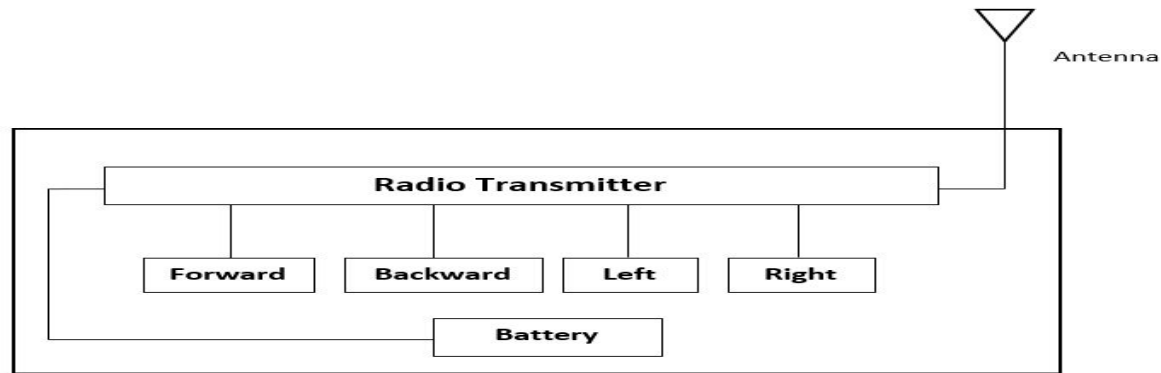 Antenna
Radio Transmitter
Forward
Backward
Left
Right
Battery